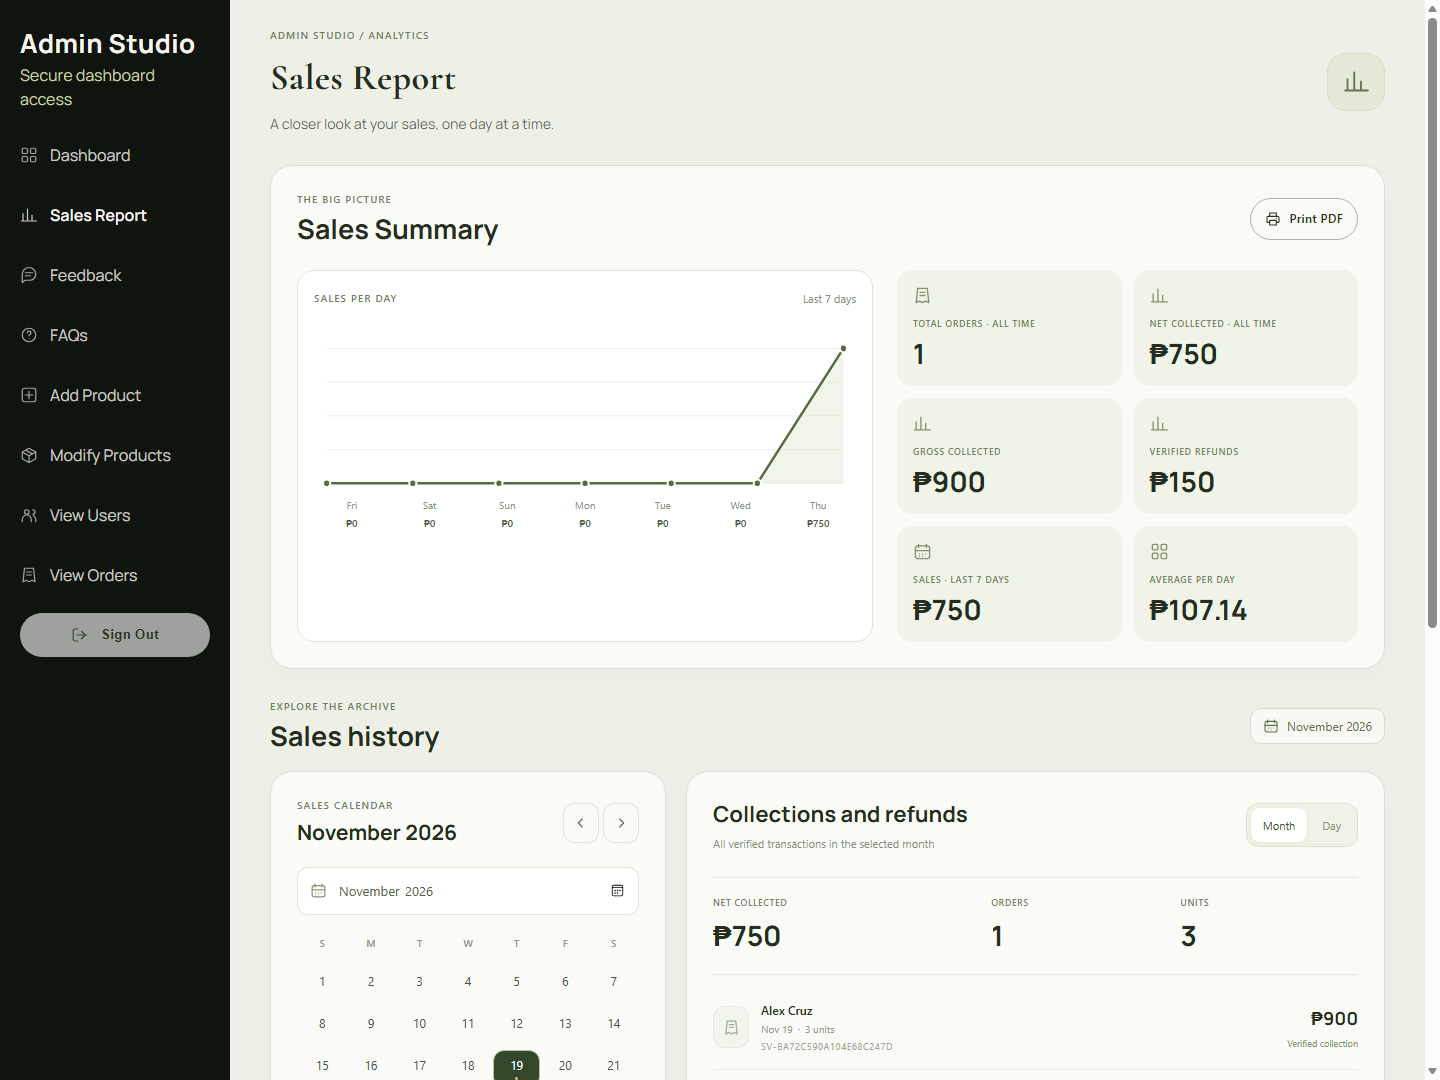 Admin Studio
Secure dashboard
access
Dashboard
Sales Report
Feedback
FAQs
Add Product
Modify Products
View Users
View Orders
Sign Out
ADMIN STUDIO / ANALYTICS
Sales Report
A closer look at your sales, one day at a time.
THE BIG PICTURE
Sales Summary
Print PDF
SALES PER DAY
Last 7 days
Fri Sat Sun Mon Tue Wed Thu
₱0 ₱0 ₱0 ₱0 ₱0 ₱0 ₱750
TOTAL ORDERS · ALL TIME
1
NET COLLECTED · ALL TIME
₱750
GROSS COLLECTED
₱900
VERIFIED REFUNDS
₱150
SALES · LAST 7 DAYS
₱750
AVERAGE PER DAY
₱107.14
EXPLORE THE ARCHIVE
Sales history
November 2026
SALES CALENDAR
November 2026
November 2026
S M T W T F S
1 2 3 4 5 6 7
8 9 10 11 12 13 14
15 16 17 18 19 20 21
Collections and refunds
All verified transactions in the selected month
Month Day
NET COLLECTED
₱750
ORDERS
1
UNITS
3
Alex Cruz
Nov 19 · 3 units
SV-BA72C590A104E68C247D
₱900
Verified collection